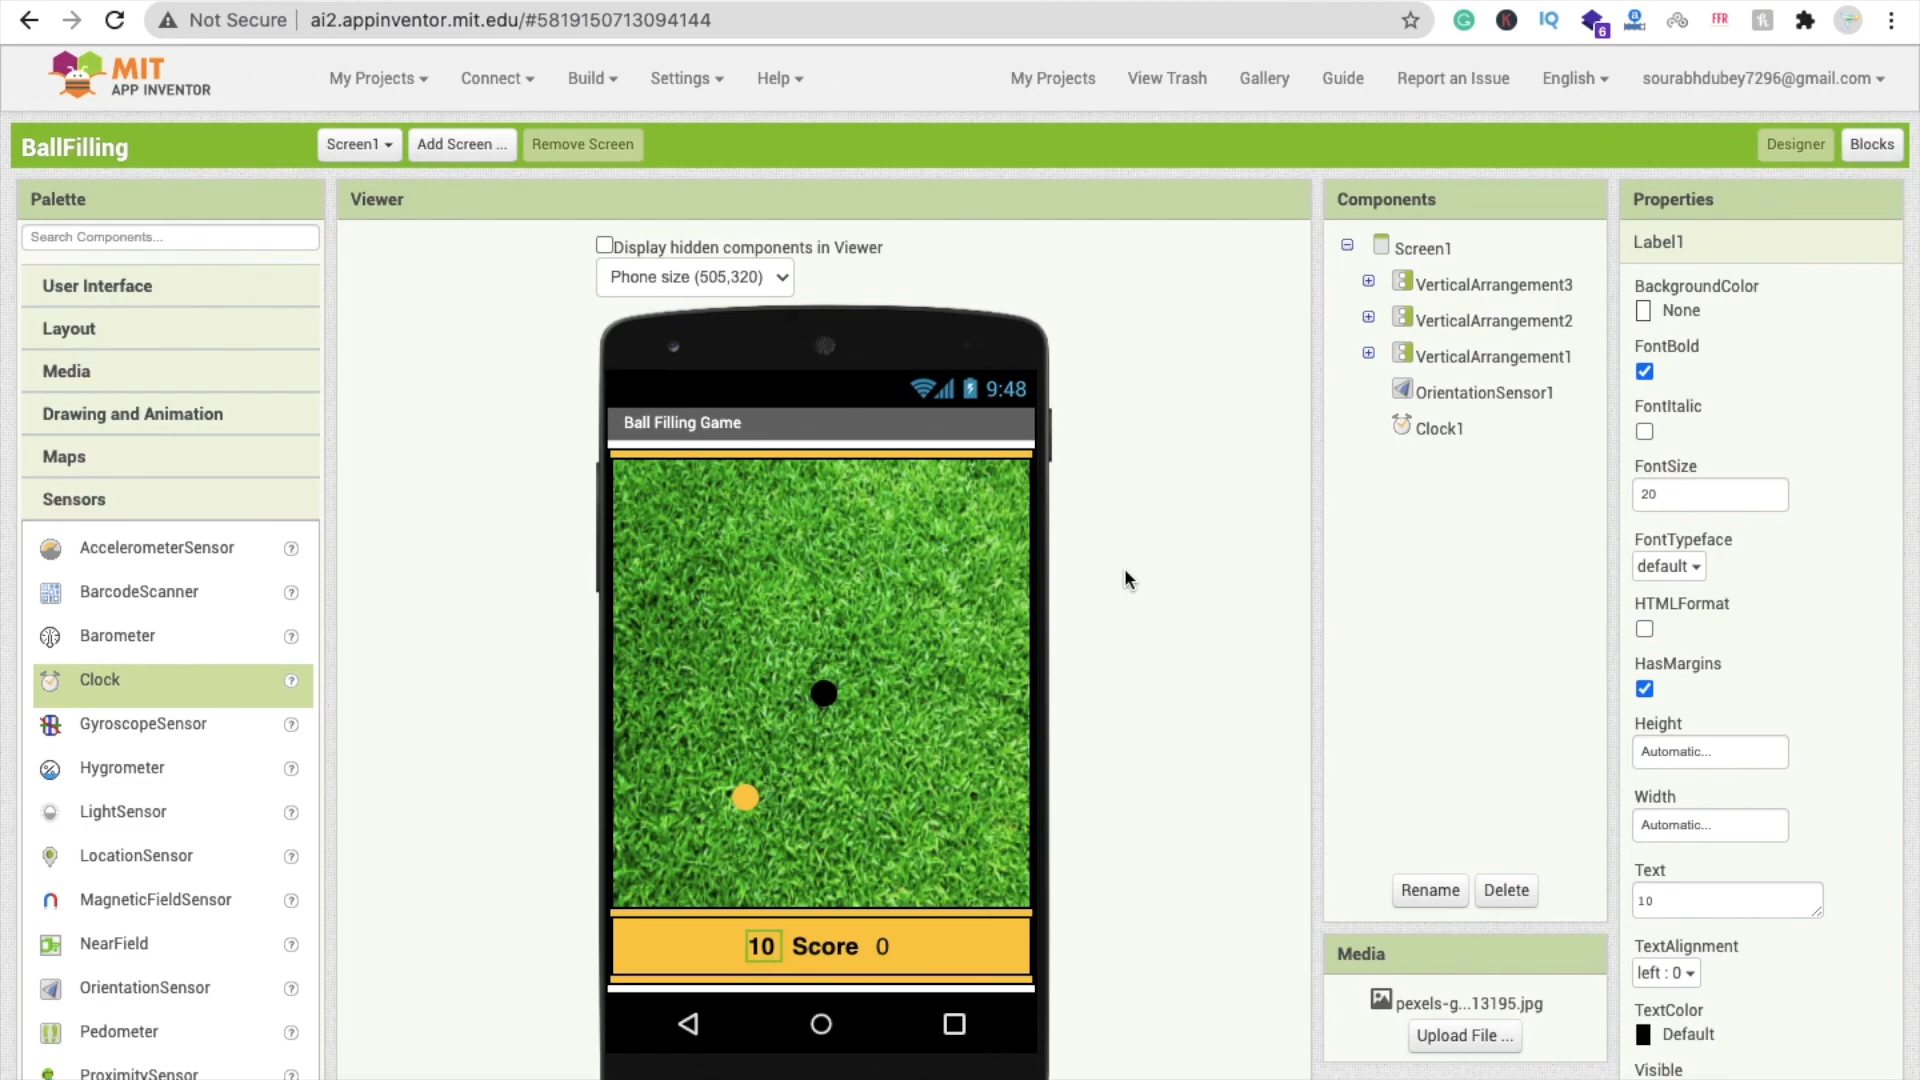 Not Secure
ai2.appinventor.mit.edu/#5819150713094144
K
IQ
6
a
FFR
MIT
APP INVENTOR
My Projects
Connect
Build
Settings
Help
My Projects
View Trash
Gallery
Guide
Report an Issue
English
sourabhdubey7296@gmail.com
BallFilling
Screen1
Add Screen ...
Remove Screen
Designer
Blocks
Palette
Search Components...
User Interface
Layout
Media
Drawing and Animation
Maps
Sensors
AccelerometerSensor ?
BarcodeScanner ?
Barometer ?
Clock ?
GyroscopeSensor ?
Hygrometer ?
LightSensor ?
LocationSensor ?
MagneticFieldSensor ?
NearField ?
OrientationSensor ?
Pedometer ?
ProximitySensor ?
Viewer
Display hidden components in Viewer
Phone size (505,320)
9:48
Ball Filling Game
10 Score 0
Components
Screen1
VerticalArrangement3
VerticalArrangement2
VerticalArrangement1
OrientationSensor1
Clock1
Rename
Delete
Media
pexels-g...13195.jpg
Upload File ...
Properties
Label1
BackgroundColor
None
FontBold
FontItalic
FontSize
20
FontTypeface
default
HTMLFormat
HasMargins
Height
Automatic...
Width
Automatic...
Text
10
TextAlignment
left : 0
TextColor
Default
Visible